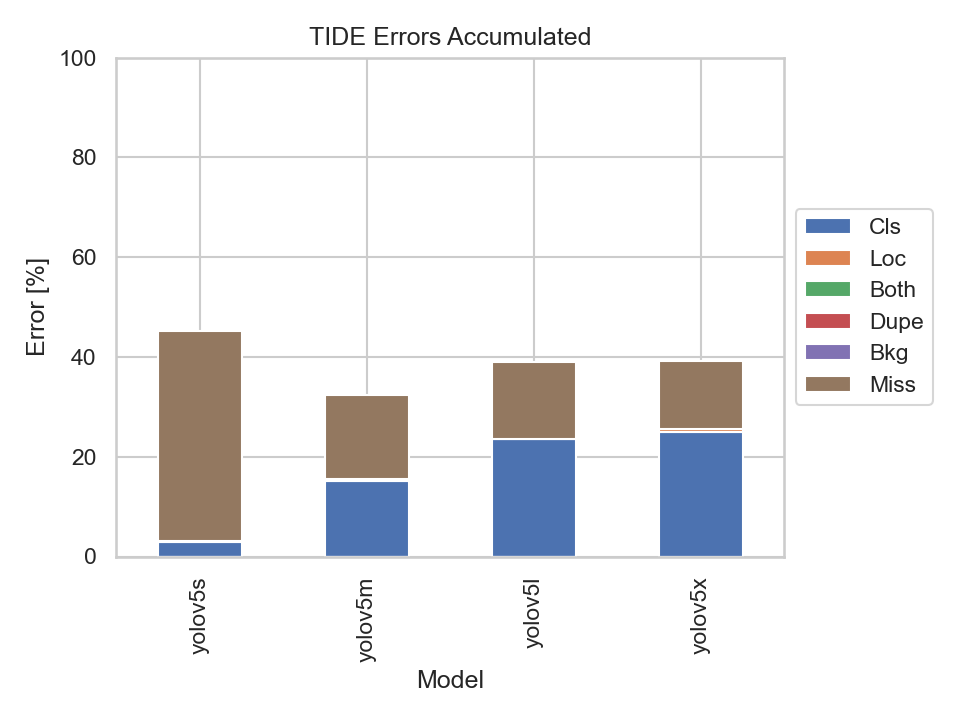 TIDE Errors Accumulated
100
80
60
40
20
0
Error [%]
yolov5s
yolov5m
yolov5l
yolov5x
Model
Cls
Loc
Both
Dupe
Bkg
Miss